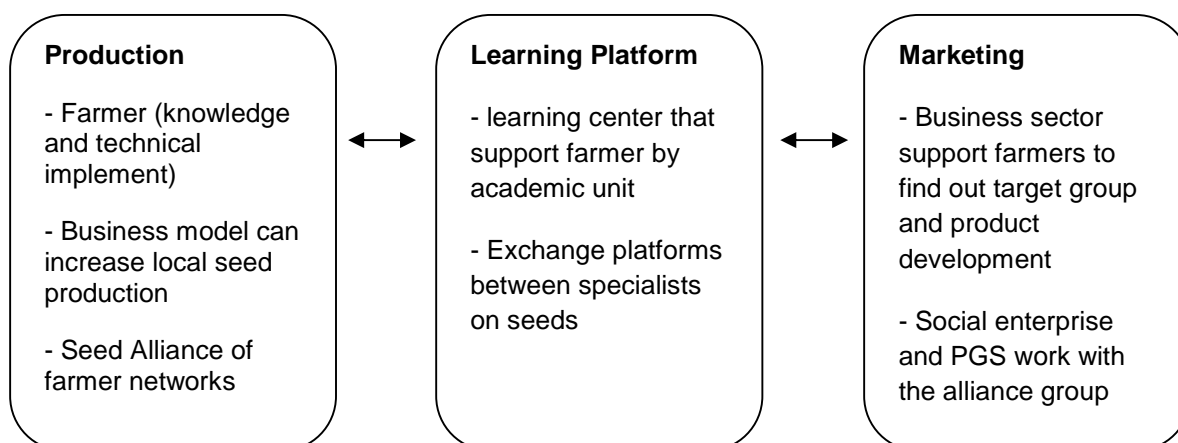 Production
- Farmer (knowledge
and technical
implement)
- Business model can
increase local seed
production
- Seed Alliance of
farmer networks
Learning Platform
- learning center that
support farmer by
academic unit
- Exchange platforms
between specialists
on seeds
Marketing
- Business sector
support farmers to
find out target group
and product
development
- Social enterprise
and PGS work with
the alliance group